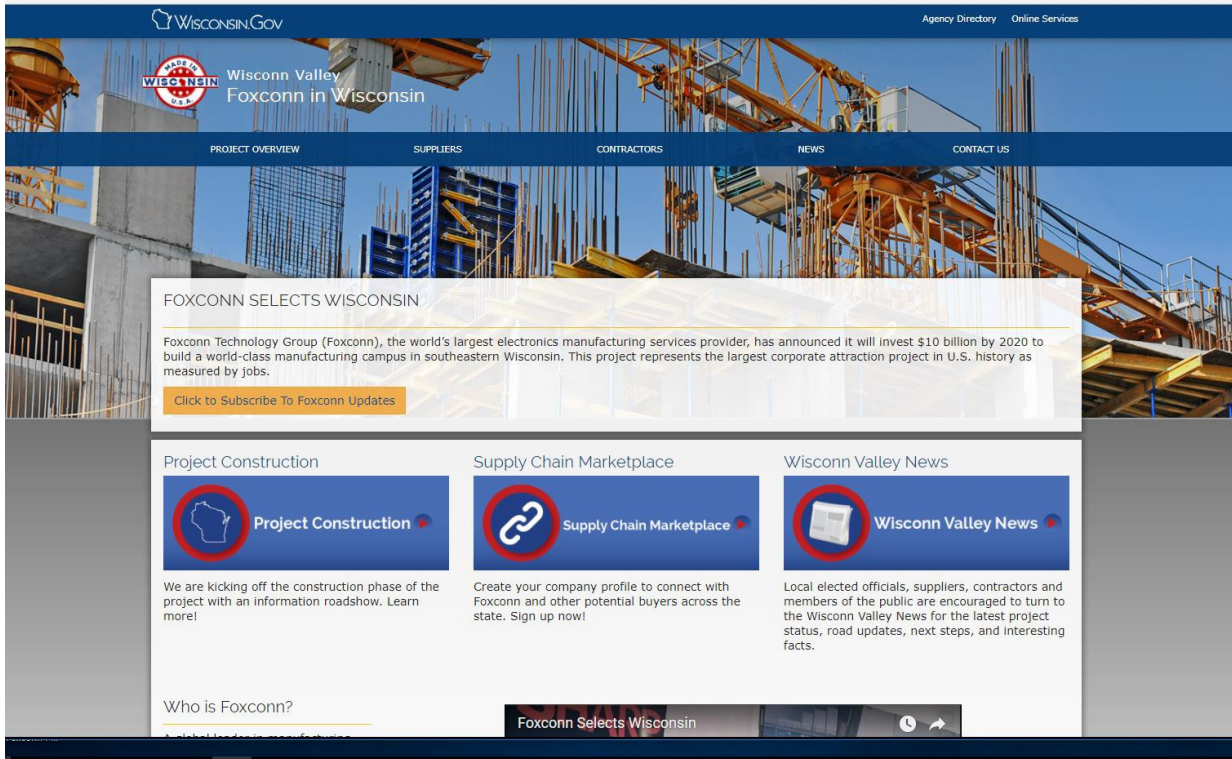 WISCONSIN.GOV
Agency Directory Online Services
MADE IN
WISCONSIN
U.S.A.
Wisconn Valley
Foxconn in Wisconsin
PROJECT OVERVIEW SUPPLIERS CONTRACTORS NEWS CONTACT US
FOXCONN SELECTS WISCONSIN
Foxconn Technology Group (Foxconn), the world's largest electronics manufacturing services provider, has announced it will invest $10 billion by 2020 to
build a world-class manufacturing campus in southeastern Wisconsin. This project represents the largest corporate attraction project in U.S. history as
measured by jobs.
Click to Subscribe To Foxconn Updates
Project Construction
Project Construction
We are kicking off the construction phase of the
project with an information roadshow. Learn
more!
Supply Chain Marketplace
Supply Chain Marketplace
Create your company profile to connect with
Foxconn and other potential buyers across the
state. Sign up now!
Wisconn Valley News
Wisconn Valley News
Local elected officials, suppliers, contractors and
members of the public are encouraged to turn to
the Wisconn Valley News for the latest project
status, road updates, next steps, and interesting
facts.
Who is Foxconn?
A global leader in manufacturing
Foxconn Selects Wisconsin